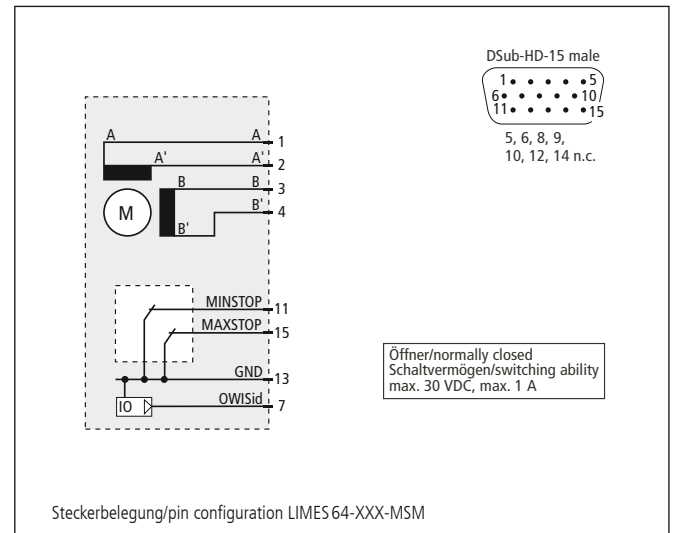 DSub-HD-15 male
1 5
6 10
11 15
5, 6, 8, 9,
10, 12, 14 n.c.
A A 1
A' A' 2
B B 3
B' 4
M
B'
MINSTOP 11
MAXSTOP 15
GND 13
IO OWISid 7
Öffner/normally closed
Schaltvermögen/switching ability
max. 30 VDC, max. 1 A
Steckerbelegung/pin configuration LIMES 64-XXX-MSM